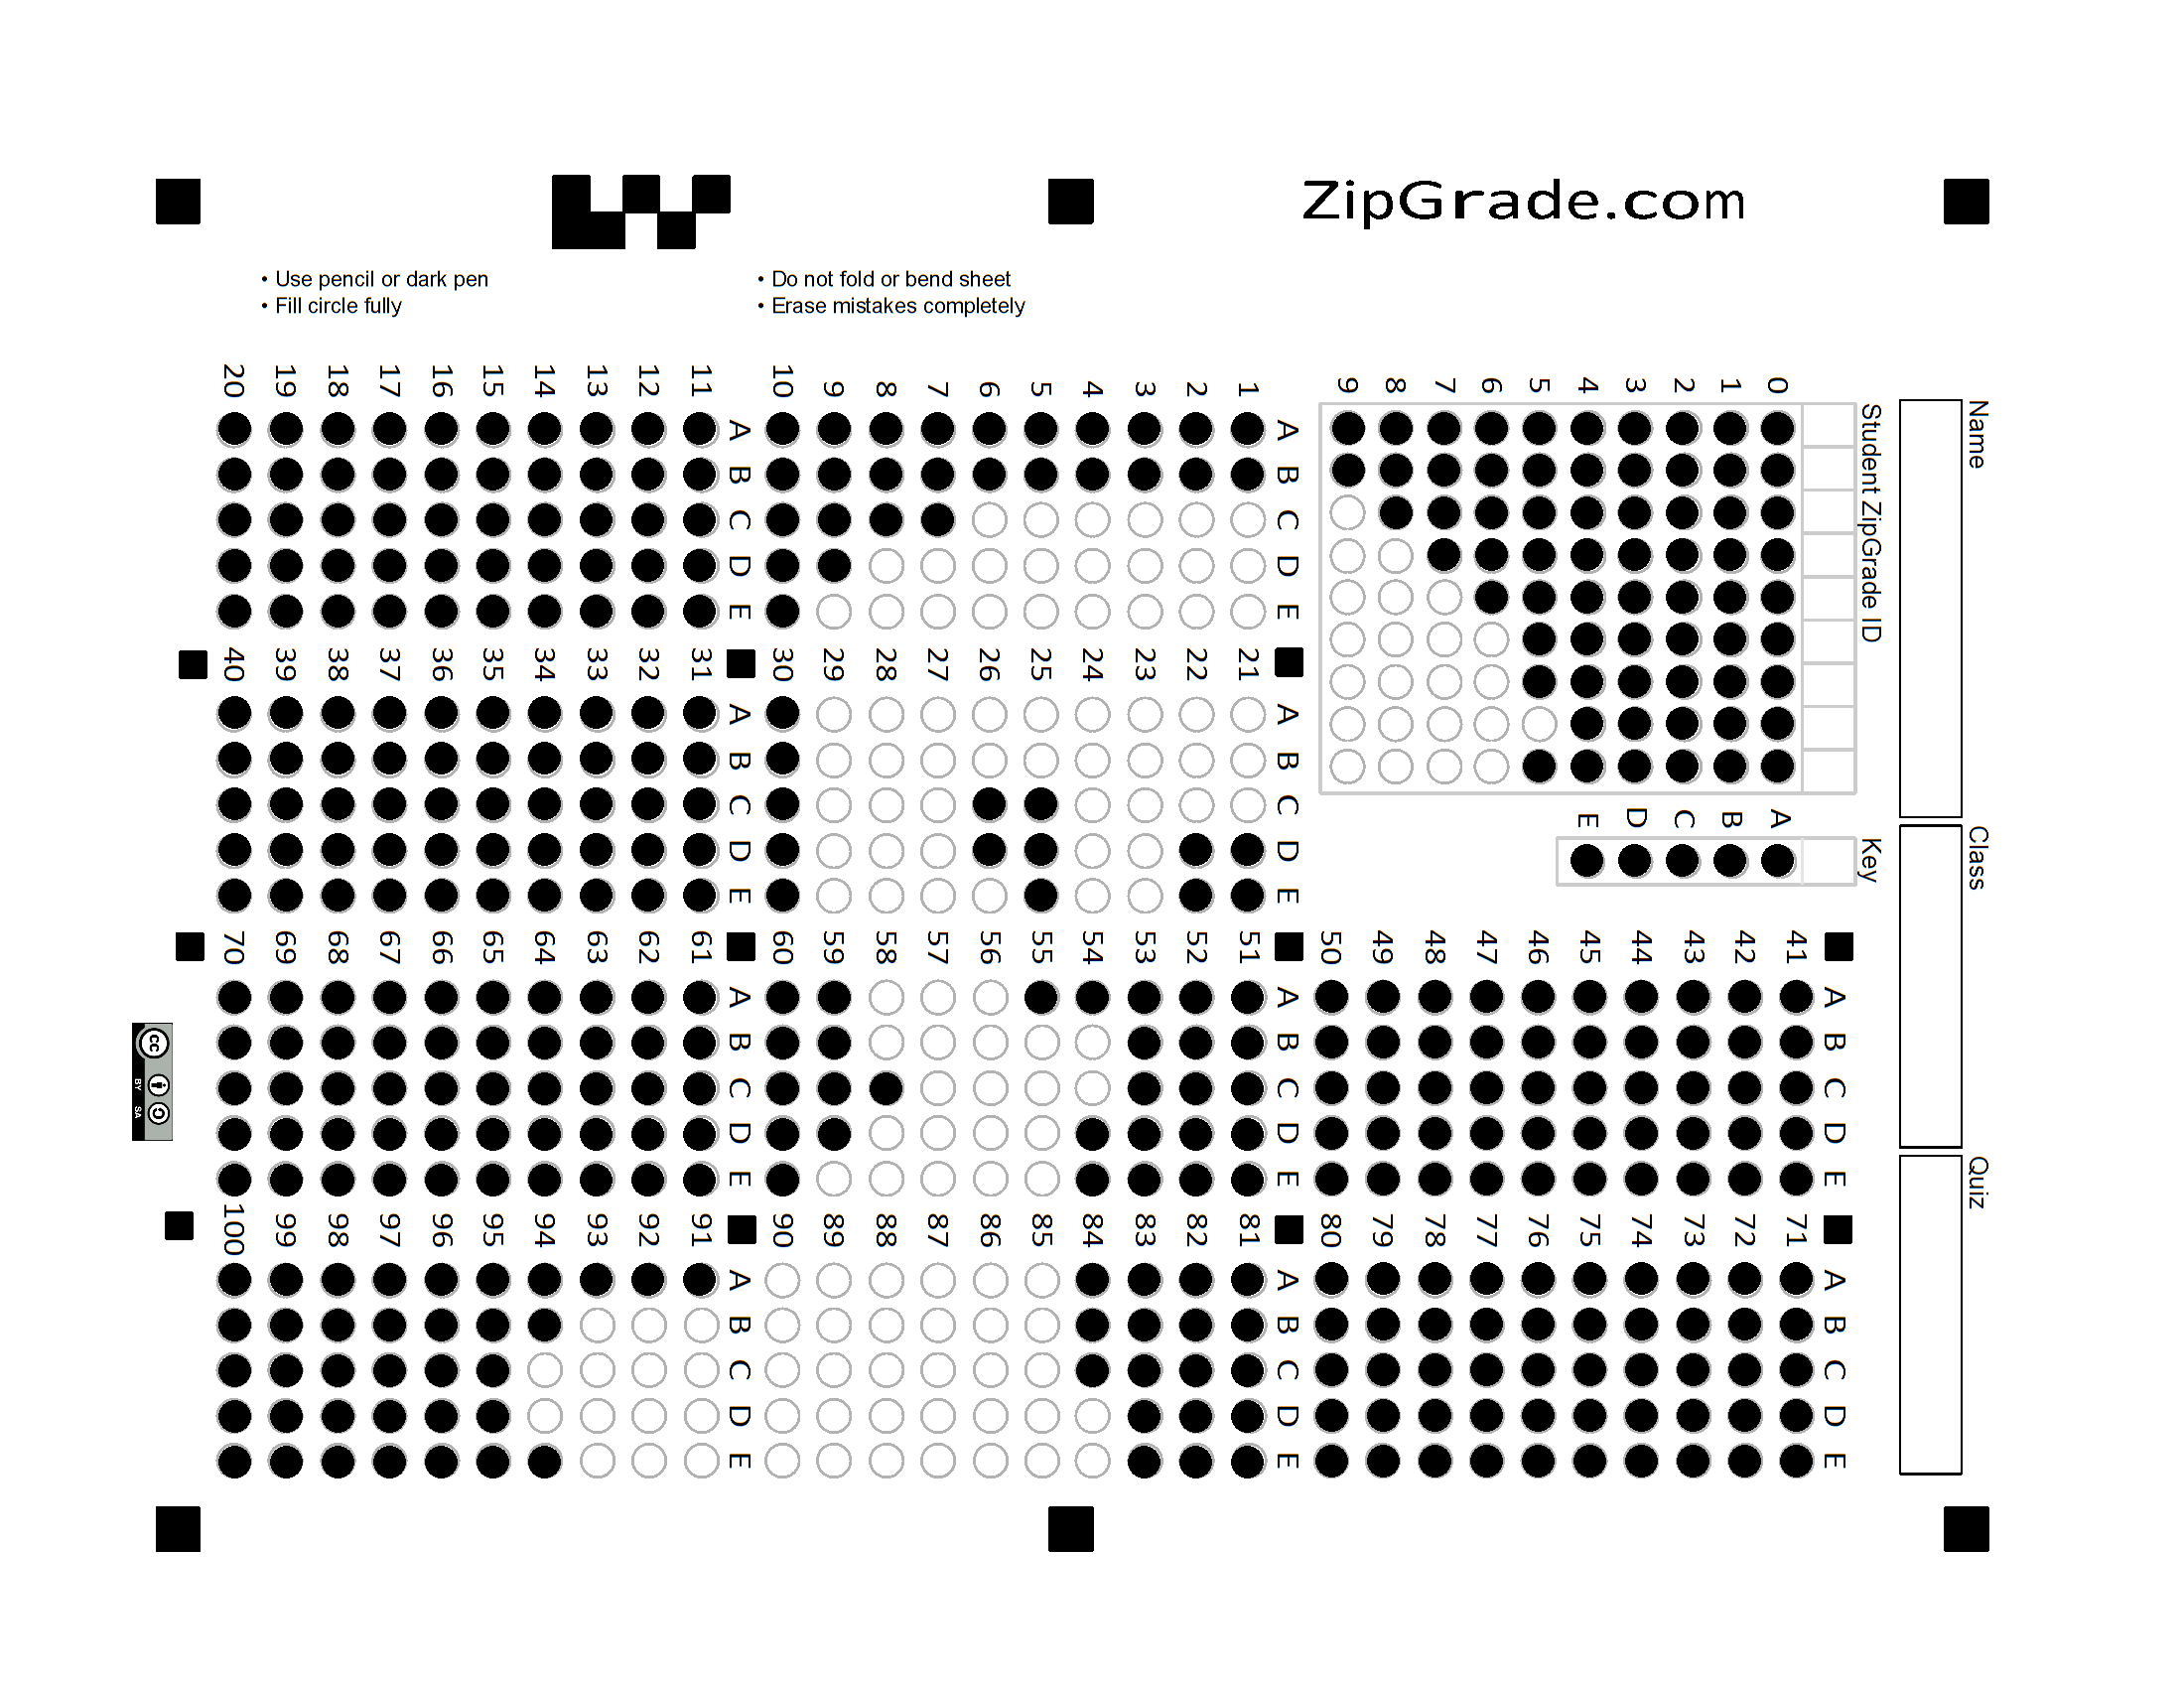 ZipGrade.com
• Use pencil or dark pen
• Fill circle fully
• Do not fold or bend sheet
• Erase mistakes completely
Name
Class
Quiz
Student ZipGrade ID
0 1 2 3 4 5 6 7 8 9
Key
A B C D E
A B C D E
1 2 3 4 5 6 7 8 9 10
A B C D E
11 12 13 14 15 16 17 18 19 20
A B C D E
21 22 23 24 25 26 27 28 29 30
A B C D E
31 32 33 34 35 36 37 38 39 40
A B C D E
41 42 43 44 45 46 47 48 49 50
A B C D E
51 52 53 54 55 56 57 58 59 60
A B C D E
61 62 63 64 65 66 67 68 69 70
A B C D E
71 72 73 74 75 76 77 78 79 80
A B C D E
81 82 83 84 85 86 87 88 89 90
A B C D E
91 92 93 94 95 96 97 98 99 100
cc
BY SA